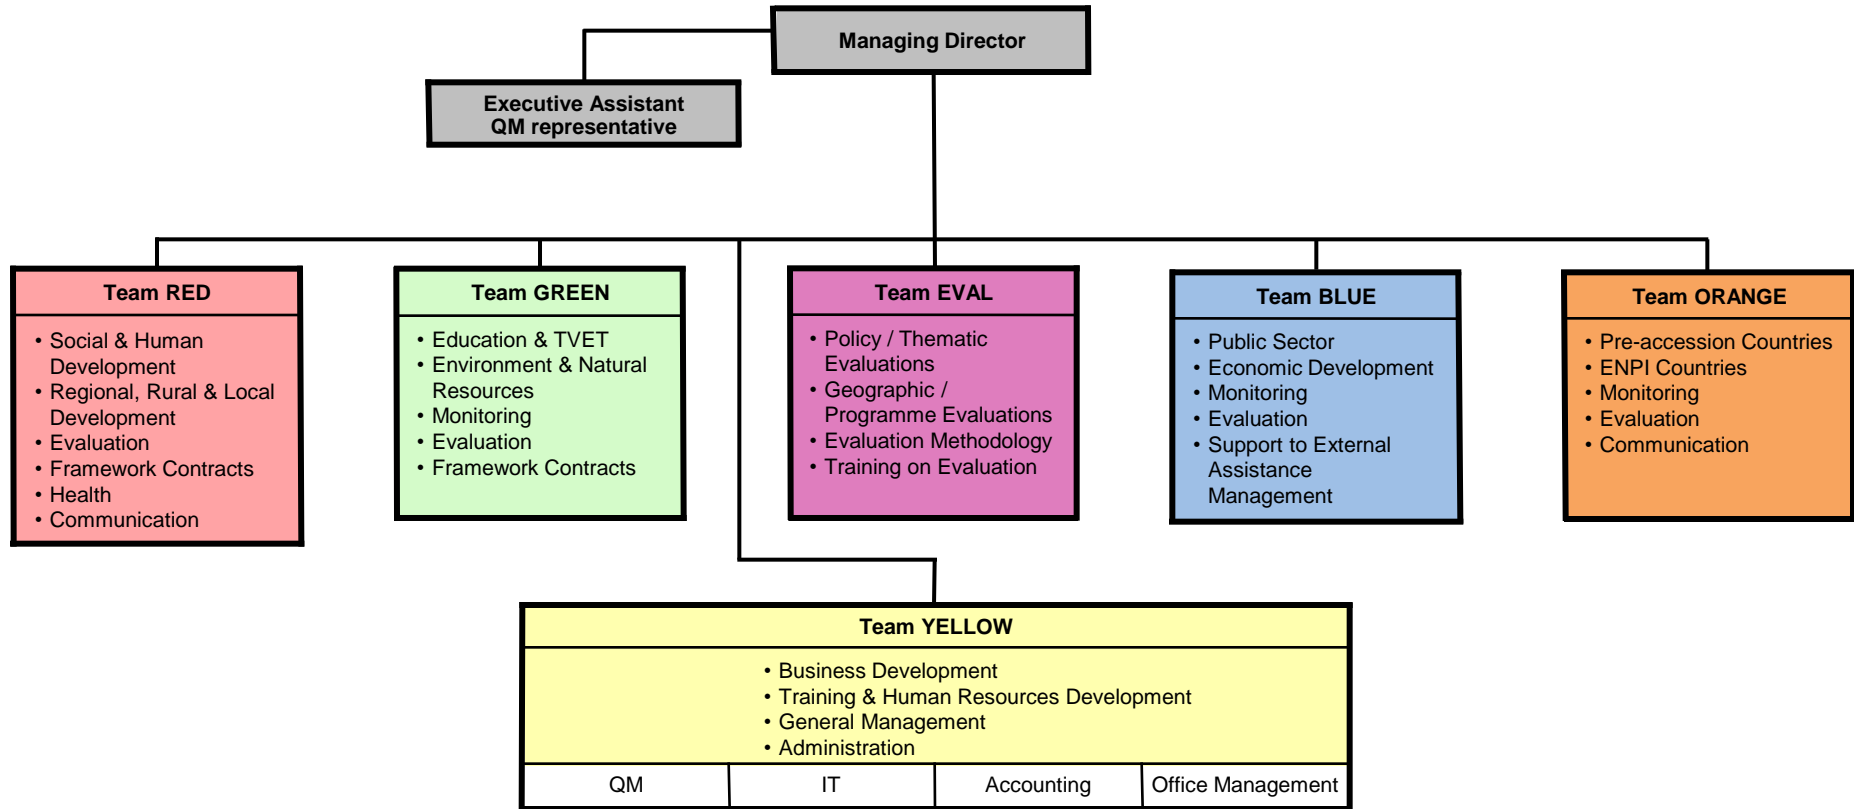 Managing Director
Executive Assistant
QM representative
Team RED
• Social & Human
Development
• Regional, Rural & Local
Development
• Evaluation
• Framework Contracts
• Health
• Communication
Team GREEN
• Education & TVET
• Environment & Natural
Resources
• Monitoring
• Evaluation
• Framework Contracts
Team EVAL
• Policy / Thematic
Evaluations
• Geographic /
Programme Evaluations
• Evaluation Methodology
• Training on Evaluation
Team BLUE
• Public Sector
• Economic Development
• Monitoring
• Evaluation
• Support to External
Assistance
Management
Team ORANGE
• Pre-accession Countries
• ENPI Countries
• Monitoring
• Evaluation
• Communication
Team YELLOW
• Business Development
• Training & Human Resources Development
• General Management
• Administration
QM
IT
Accounting
Office Management